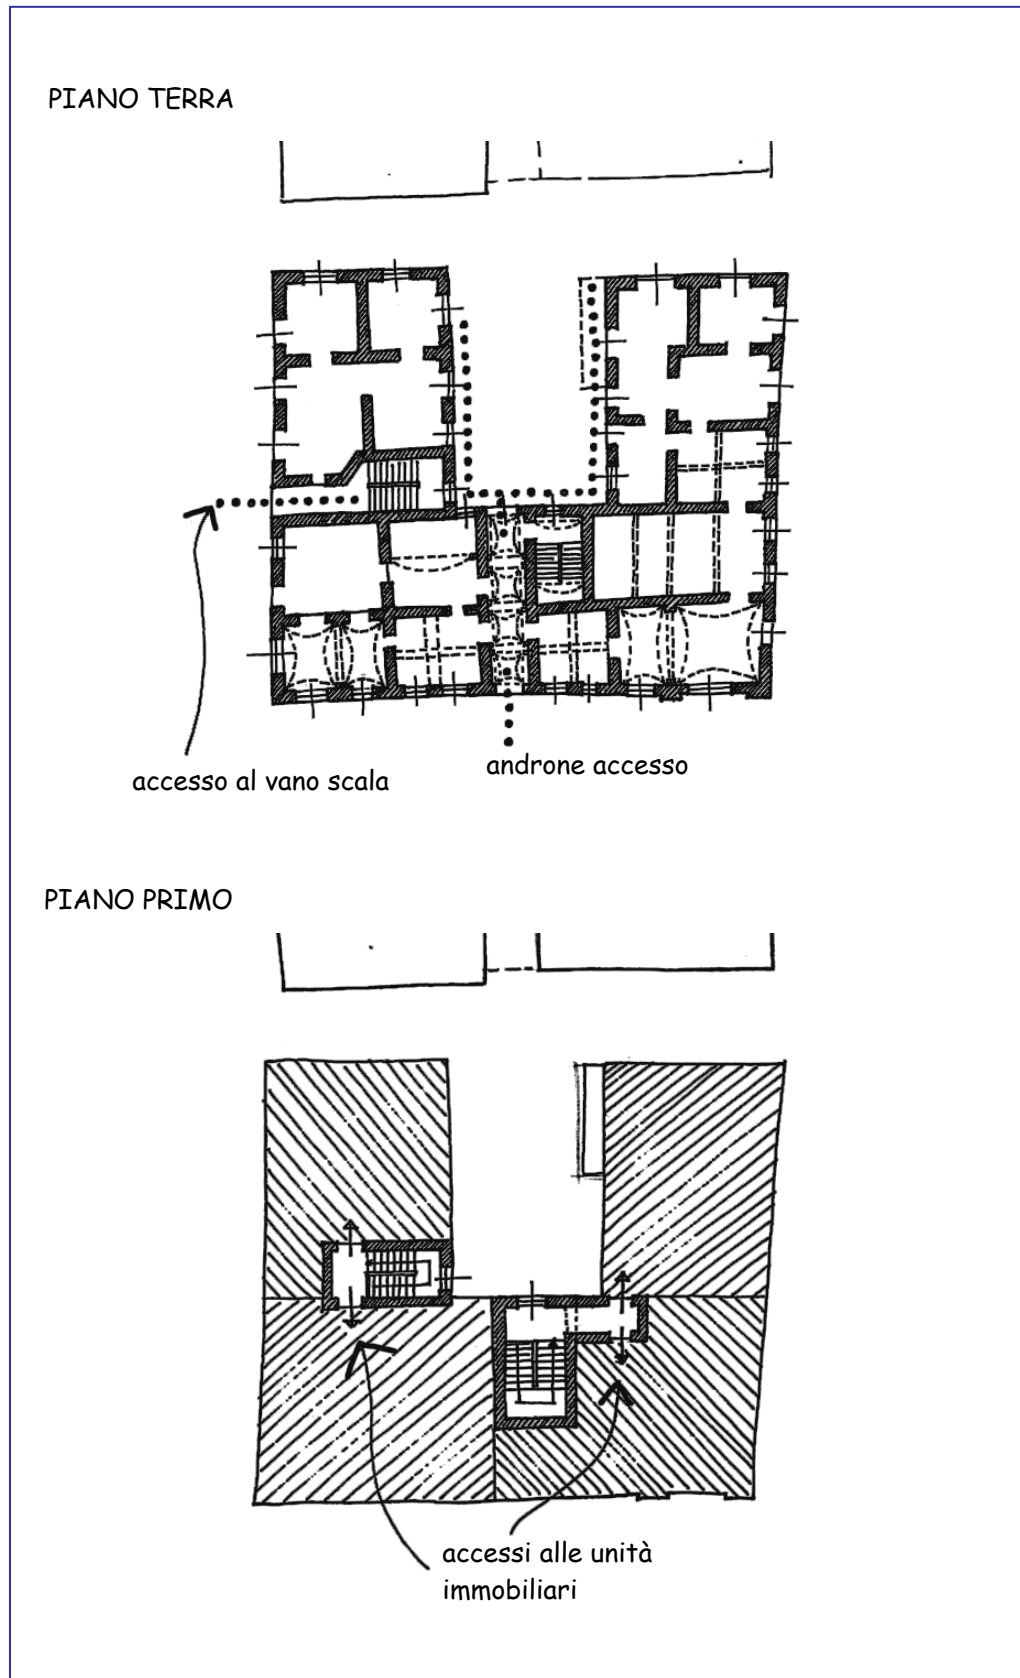 PIANO TERRA
accesso al vano scala
androne accesso
PIANO PRIMO
accessi alle unità
immobiliari